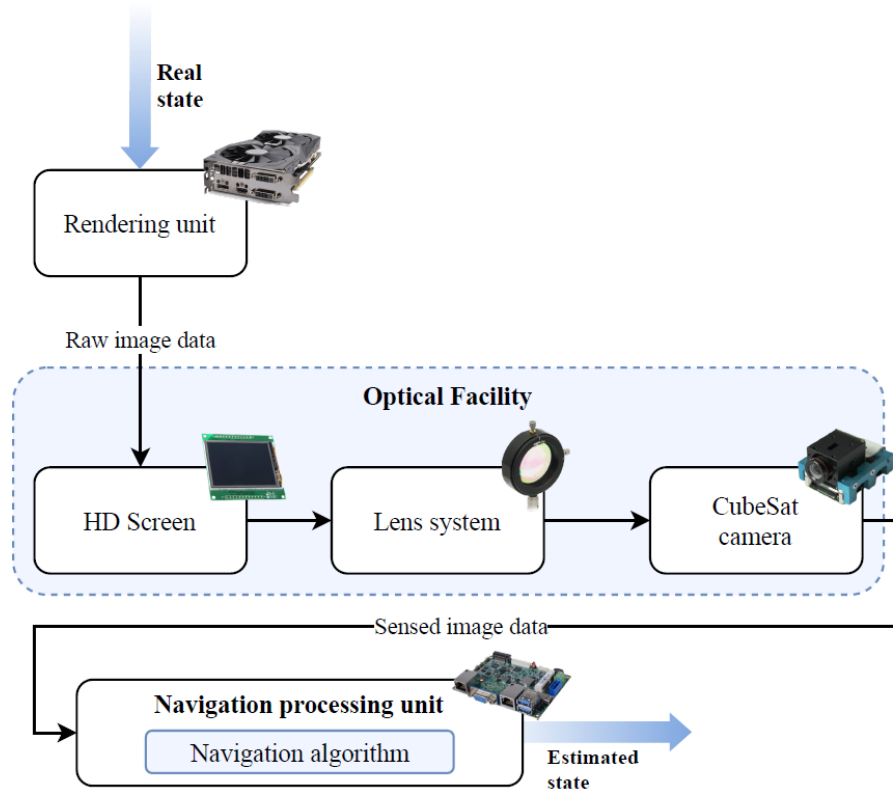 Real
state
Rendering unit
Raw image data
Optical Facility
HD Screen
Lens system
CubeSat
camera
Sensed image data
Navigation processing unit
Navigation algorithm
Estimated
state